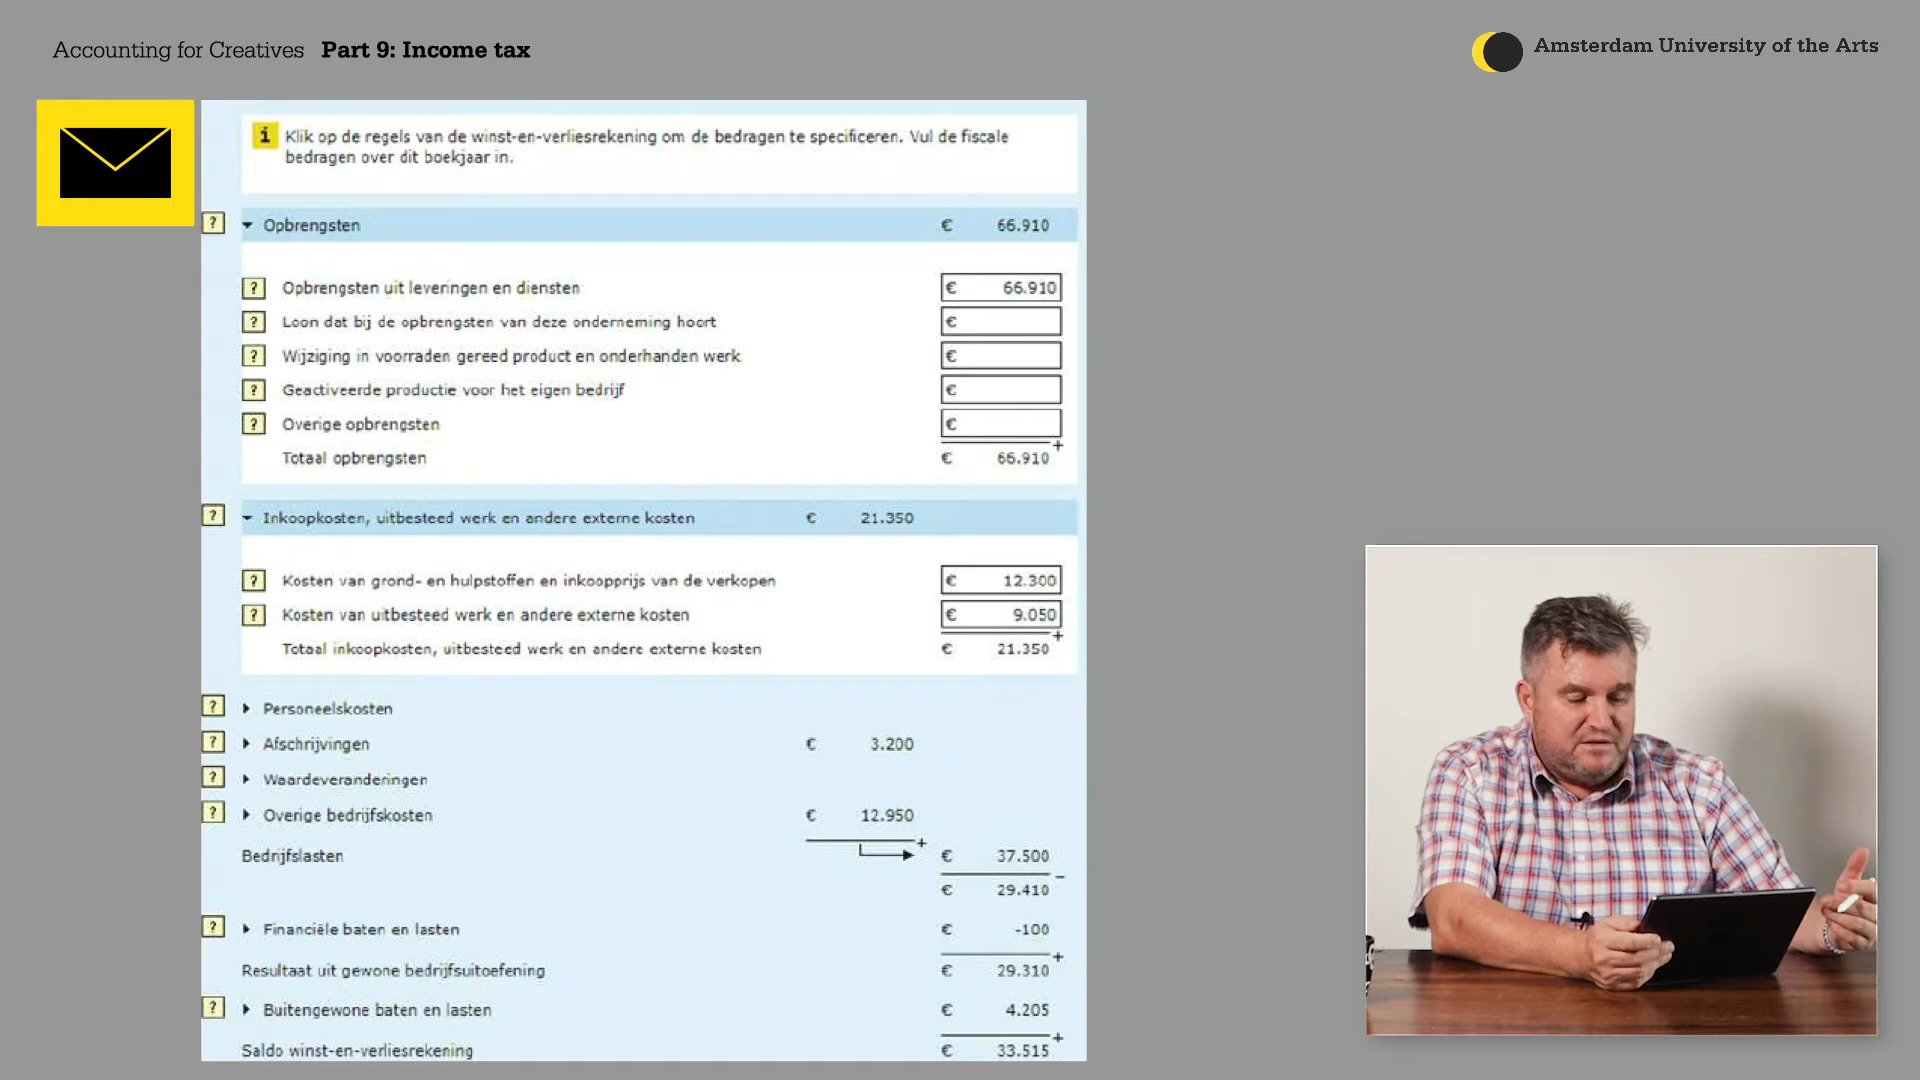 Accounting for Creatives Part 9: Income tax
Amsterdam University of the Arts
i Klik op de regels van de winst-en-verliesrekening om de bedragen te specificeren. Vul de fiscale
bedragen over dit boekjaar in.
? Opbrengsten € 66.910
? Opbrengsten uit leveringen en diensten € 66.910
? Loon dat bij de opbrengsten van deze onderneming hoort €
? Wijziging in voorraden gereed product en onderhanden werk €
? Geactiveerde productie voor het eigen bedrijf €
? Overige opbrengsten €
+
Totaal opbrengsten € 66.910
? Inkoopkosten, uitbesteed werk en andere externe kosten € 21.350
? Kosten van grond- en hulpstoffen en inkoopprijs van de verkopen € 12.300
? Kosten van uitbesteed werk en andere externe kosten € 9.050
+
Totaal inkoopkosten, uitbesteed werk en andere externe kosten € 21.350
? Personeelskosten
? Afschrijvingen € 3.200
? Waardeveranderingen
? Overige bedrijfskosten € 12.950
+
Bedrijfslasten € 37.500
−
€ 29.410
? Financiële baten en lasten € -100
+
Resultaat uit gewone bedrijfsuitoefening € 29.310
? Buitengewone baten en lasten € 4.205
+
Saldo winst-en-verliesrekening € 33.515